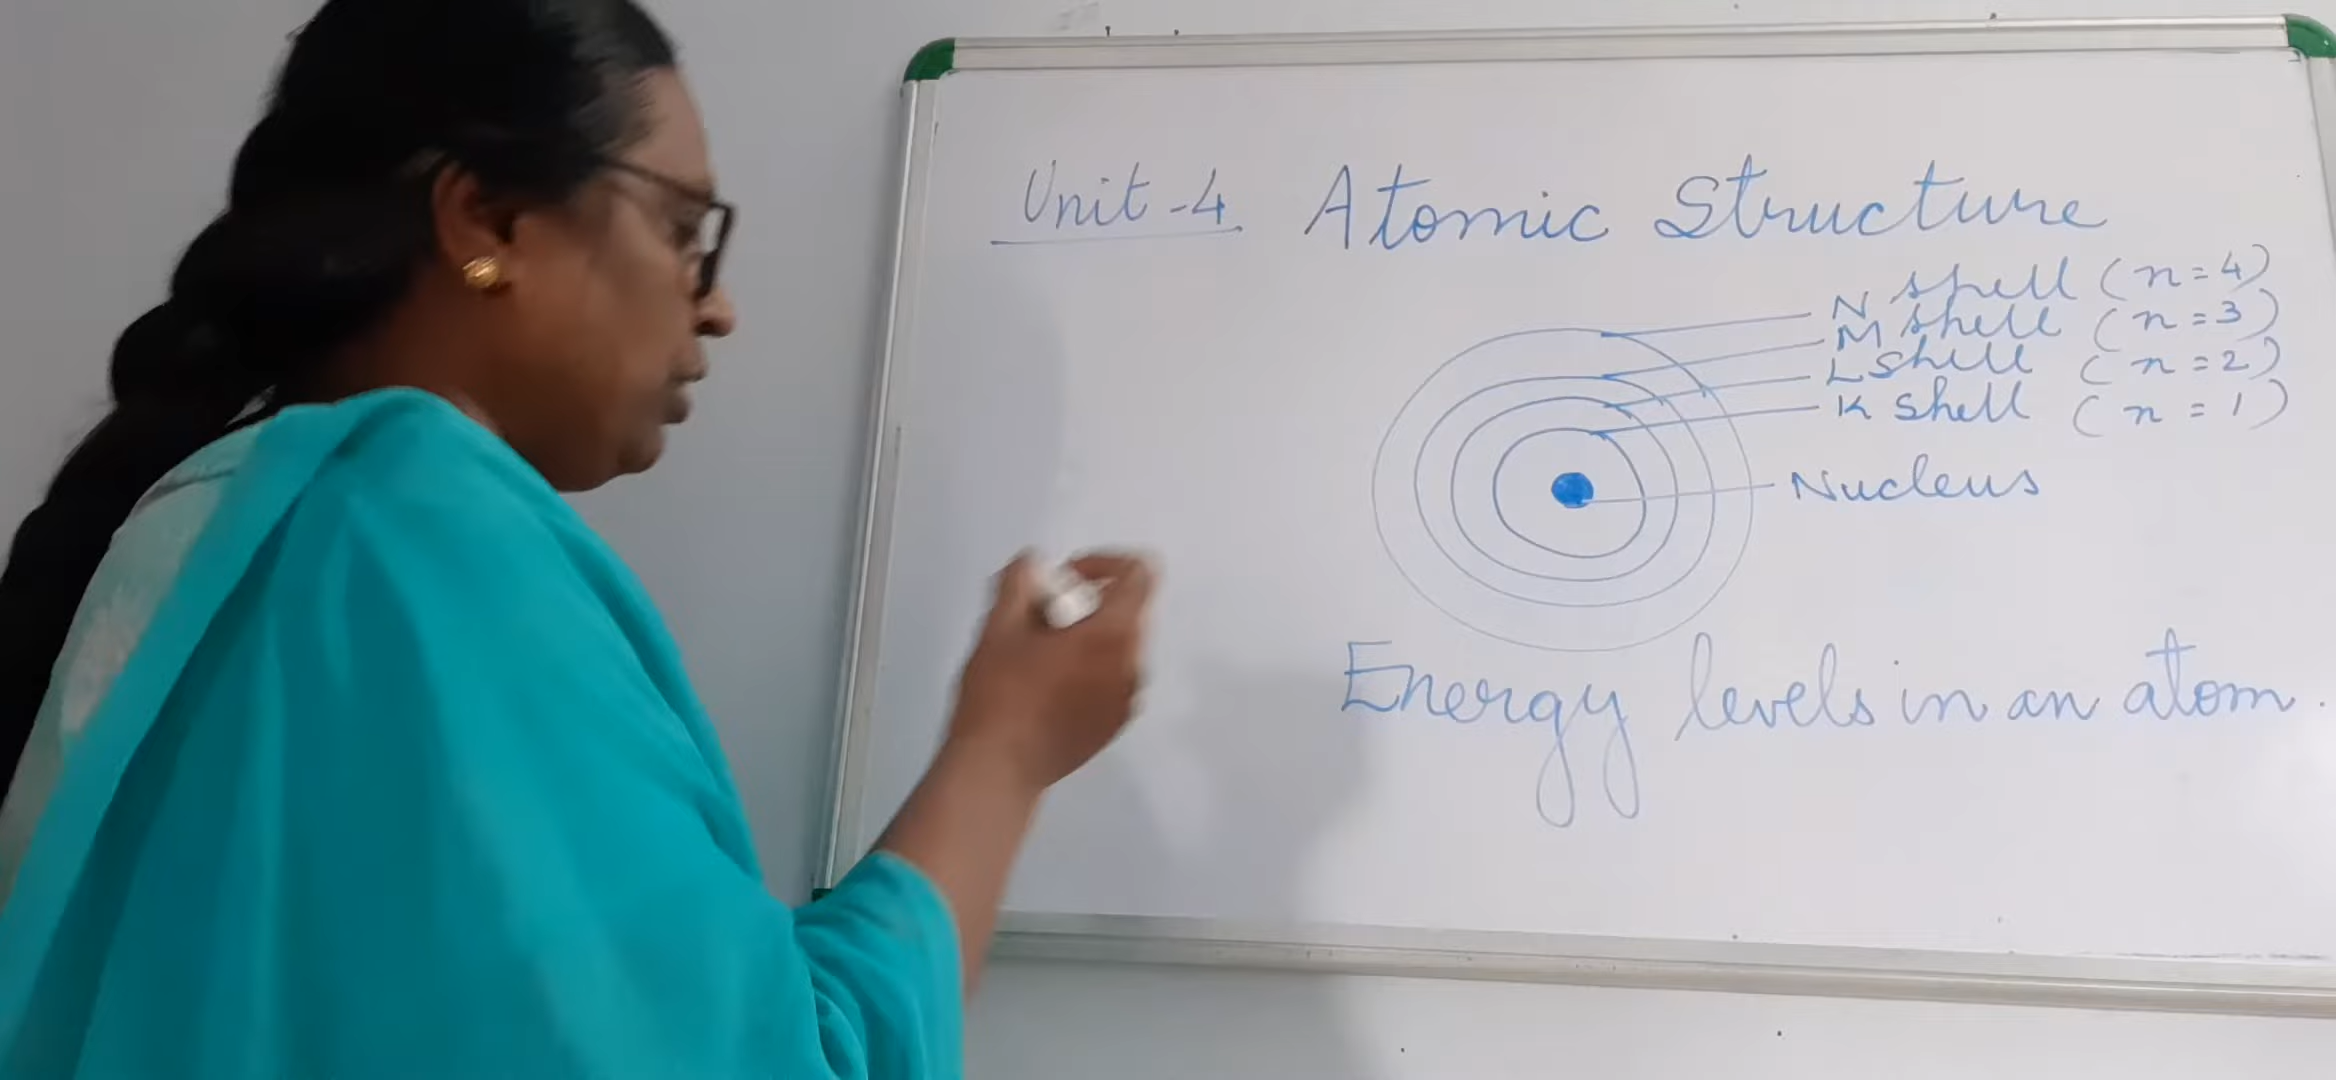 Unit-4. Atomic Structure
N shell (n=4)
M shell (n=3)
L shell (n=2)
K shell (n=1)
Nucleus
Energy levels in an atom.